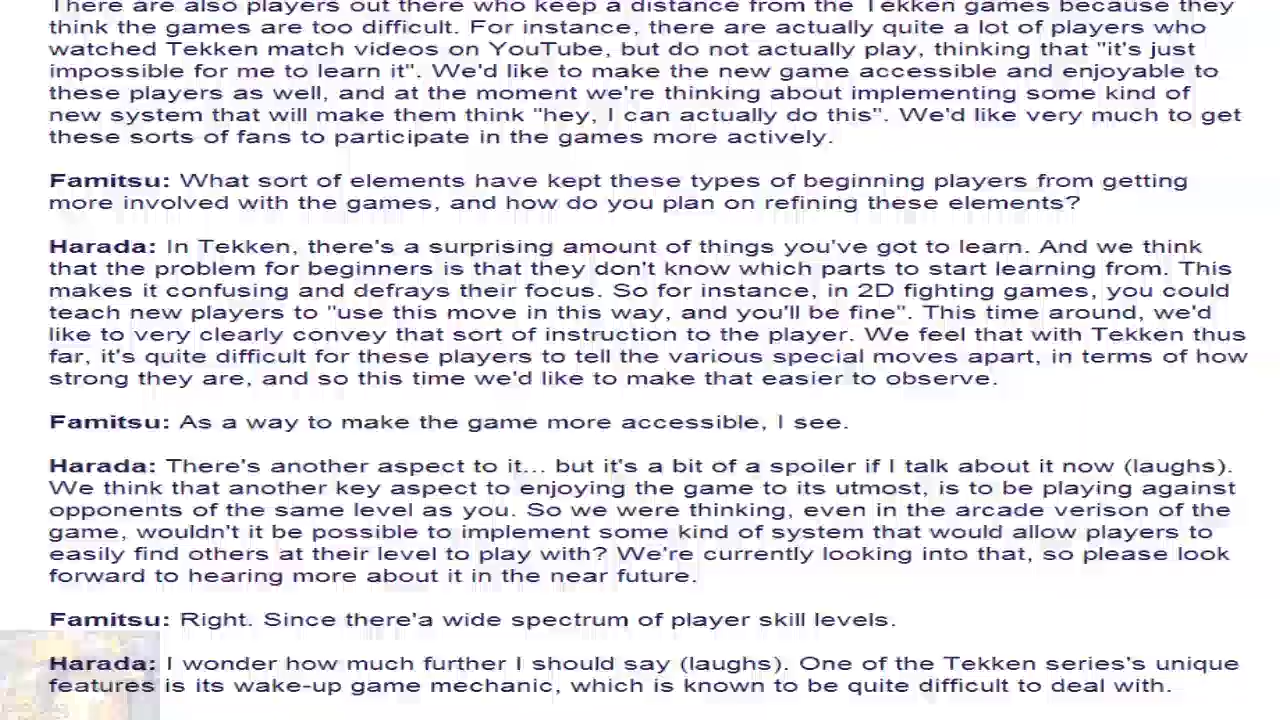 There are also players out there who keep a distance from the Tekken games because they
think the games are too difficult. For instance, there are actually quite a lot of players who
watched Tekken match videos on YouTube, but do not actually play, thinking that "it's just
impossible for me to learn it". We'd like to make the new game accessible and enjoyable to
these players as well, and at the moment we're thinking about implementing some kind of
new system that will make them think "hey, I can actually do this". We'd like very much to get
these sorts of fans to participate in the games more actively.
Famitsu: What sort of elements have kept these types of beginning players from getting
more involved with the games, and how do you plan on refining these elements?
Harada: In Tekken, there's a surprising amount of things you've got to learn. And we think
that the problem for beginners is that they don't know which parts to start learning from. This
makes it confusing and defrays their focus. So for instance, in 2D fighting games, you could
teach new players to "use this move in this way, and you'll be fine". This time around, we'd
like to very clearly convey that sort of instruction to the player. We feel that with Tekken thus
far, it's quite difficult for these players to tell the various special moves apart, in terms of how
strong they are, and so this time we'd like to make that easier to observe.
Famitsu: As a way to make the game more accessible, I see.
Harada: There's another aspect to it... but it's a bit of a spoiler if I talk about it now (laughs).
We think that another key aspect to enjoying the game to its utmost, is to be playing against
opponents of the same level as you. So we were thinking, even in the arcade verison of the
game, wouldn't it be possible to implement some kind of system that would allow players to
easily find others at their level to play with? We're currently looking into that, so please look
forward to hearing more about it in the near future.
Famitsu: Right. Since there'a wide spectrum of player skill levels.
Harada: I wonder how much further I should say (laughs). One of the Tekken series's unique
features is its wake-up game mechanic, which is known to be quite difficult to deal with.